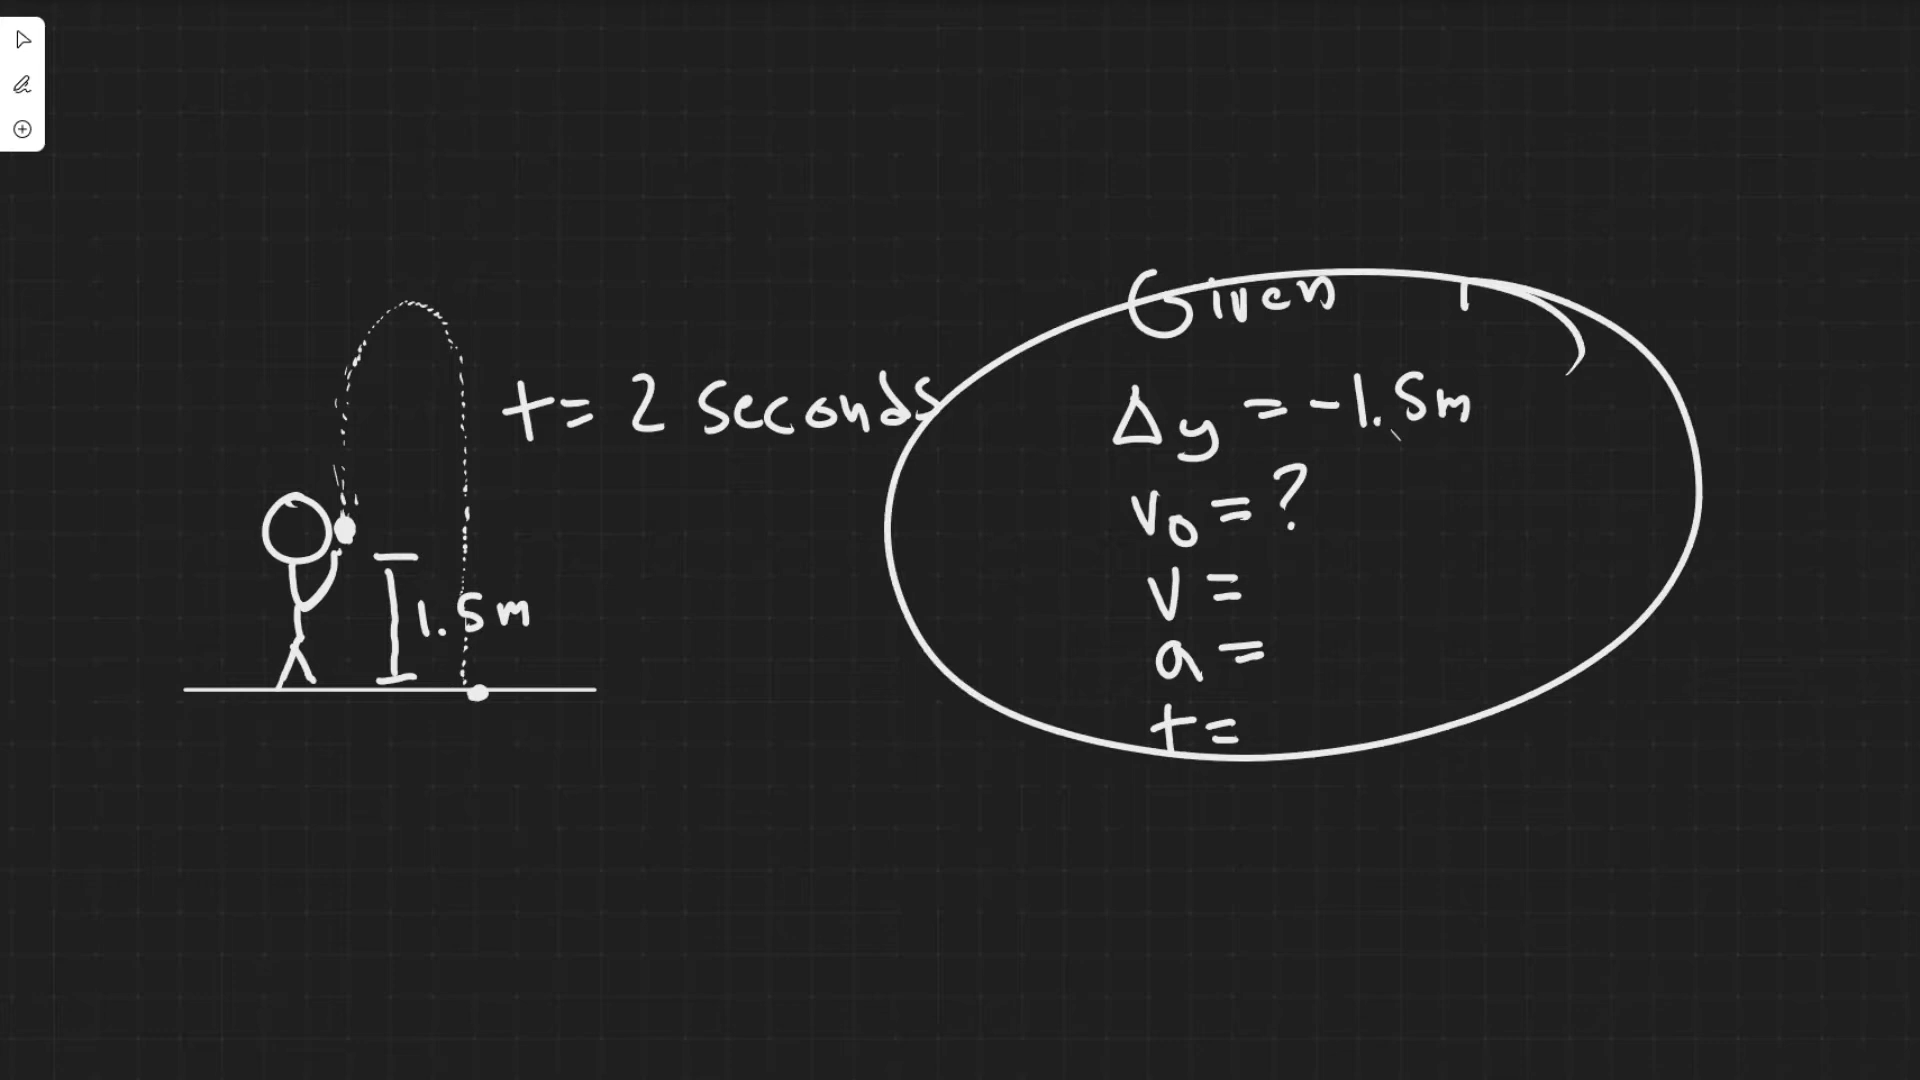 Given
t = 2 seconds
Δy = -1.5m
v₀ = ?
v =
1.5m
a =
t =